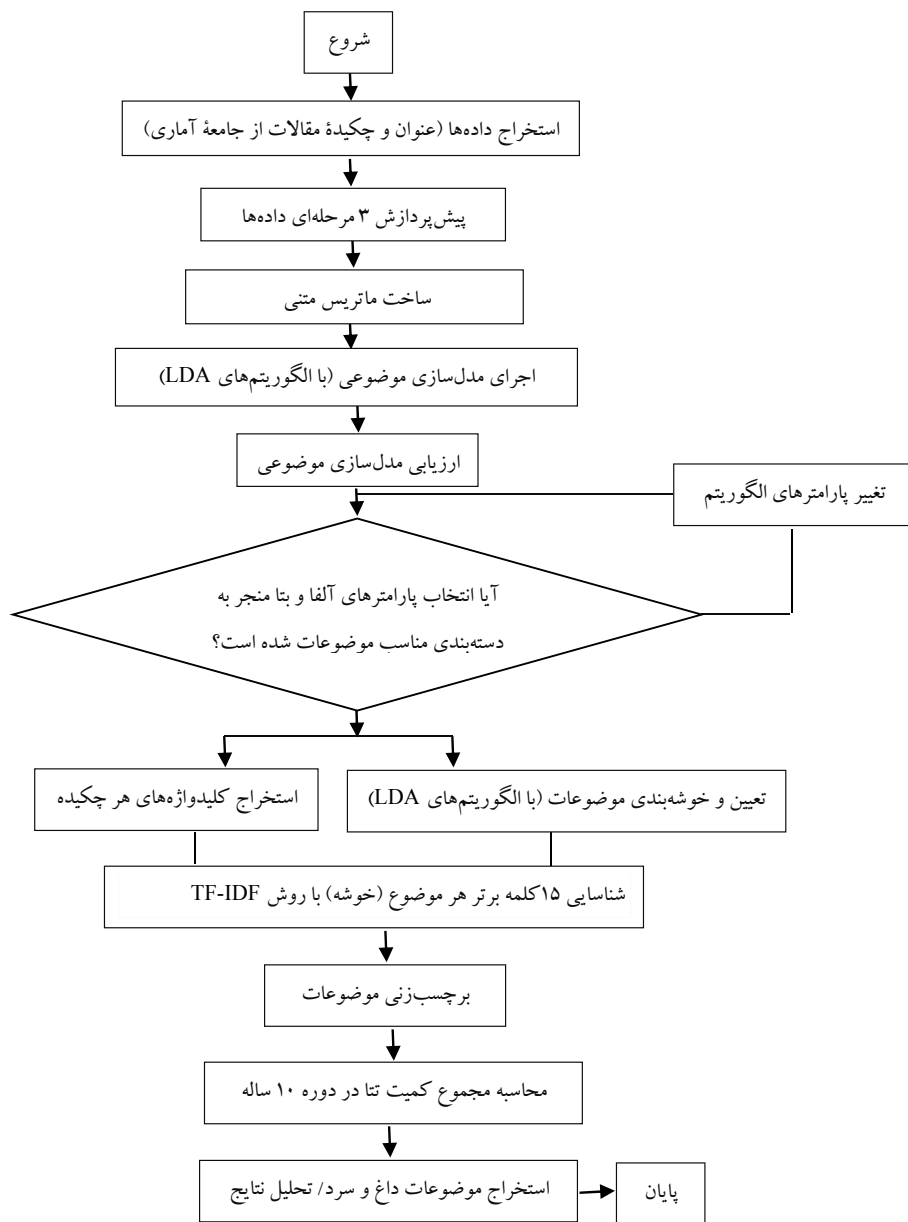 شروع
استخراج داده‌ها (عنوان و چکیدۀ مقالات از جامعۀ آماری)
پیش‌پردازش ۳ مرحله‌ای داده‌ها
ساخت ماتریس متنی
اجرای مدل‌سازی موضوعی (با الگوریتم‌های LDA)
ارزیابی مدل‌سازی موضوعی
تغییر پارامترهای الگوریتم
آیا انتخاب پارامترهای آلفا و بتا منجر به
دسته‌بندی مناسب موضوعات شده است؟
تعیین و خوشه‌بندی موضوعات (با الگوریتم‌های LDA)
استخراج کلیدواژه‌های هر چکیده
شناسایی ۱۵کلمه برتر هر موضوع (خوشه) با روش TF-IDF
برچسب‌زنی موضوعات
محاسبه مجموع کمیت تتا در دوره ۱۰ ساله
استخراج موضوعات داغ و سرد/ تحلیل نتایج
پایان